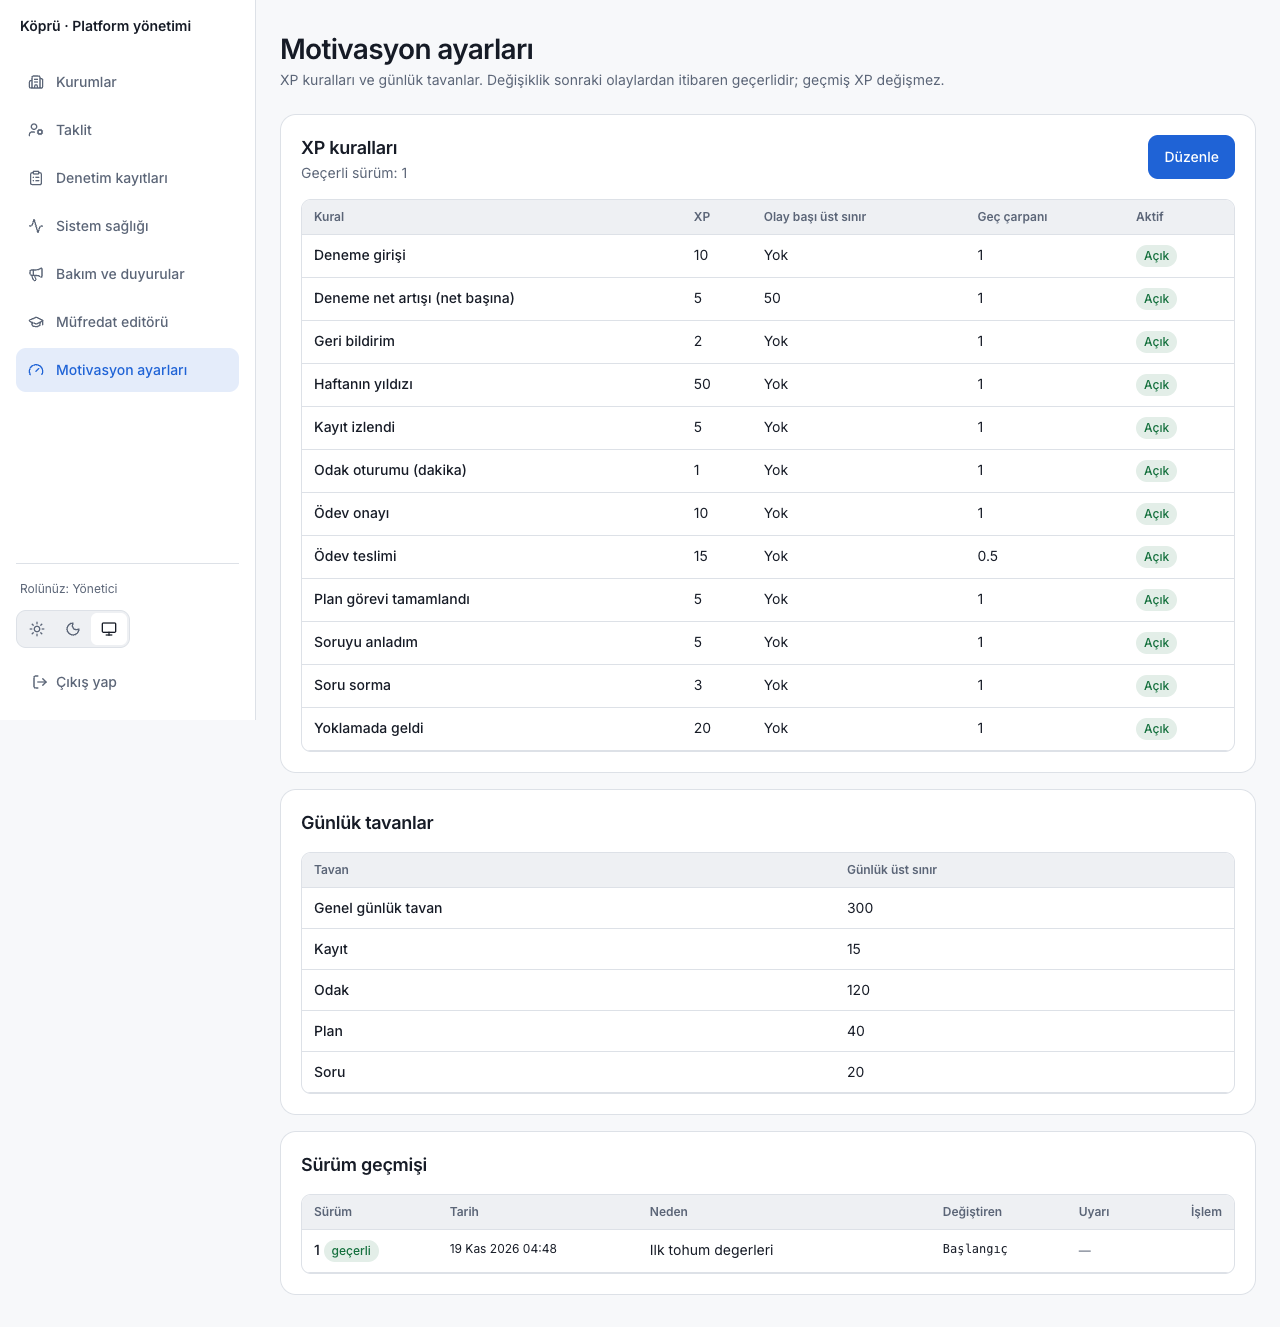 Köprü · Platform yönetimi
Kurumlar
Taklit
Denetim kayıtları
Sistem sağlığı
Bakım ve duyurular
Müfredat editörü
Motivasyon ayarları
Rolünüz: Yönetici
Çıkış yap
Motivasyon ayarları
XP kuralları ve günlük tavanlar. Değişiklik sonraki olaylardan itibaren geçerlidir; geçmiş XP değişmez.
XP kuralları
Geçerli sürüm: 1
Düzenle
Kural XP Olay başı üst sınır Geç çarpanı Aktif
Deneme girişi 10 Yok 1 Açık
Deneme net artışı (net başına) 5 50 1 Açık
Geri bildirim 2 Yok 1 Açık
Haftanın yıldızı 50 Yok 1 Açık
Kayıt izlendi 5 Yok 1 Açık
Odak oturumu (dakika) 1 Yok 1 Açık
Ödev onayı 10 Yok 1 Açık
Ödev teslimi 15 Yok 0.5 Açık
Plan görevi tamamlandı 5 Yok 1 Açık
Soruyu anladım 5 Yok 1 Açık
Soru sorma 3 Yok 1 Açık
Yoklamada geldi 20 Yok 1 Açık
Günlük tavanlar
Tavan Günlük üst sınır
Genel günlük tavan 300
Kayıt 15
Odak 120
Plan 40
Soru 20
Sürüm geçmişi
Sürüm Tarih Neden Değiştiren Uyarı İşlem
1 geçerli 19 Kas 2026 04:48 Ilk tohum degerleri Başlangıç —